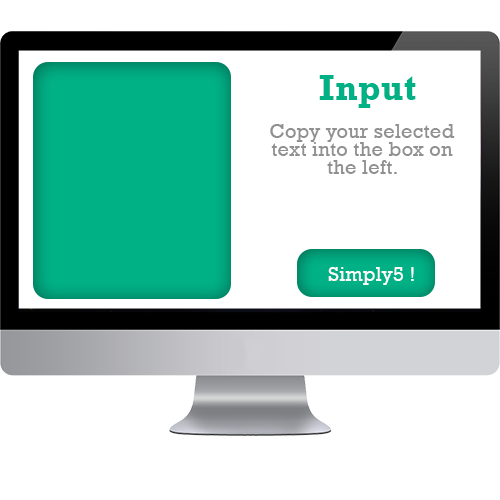 Input
Copy your selected
text into the box on
the left.
Simply5 !